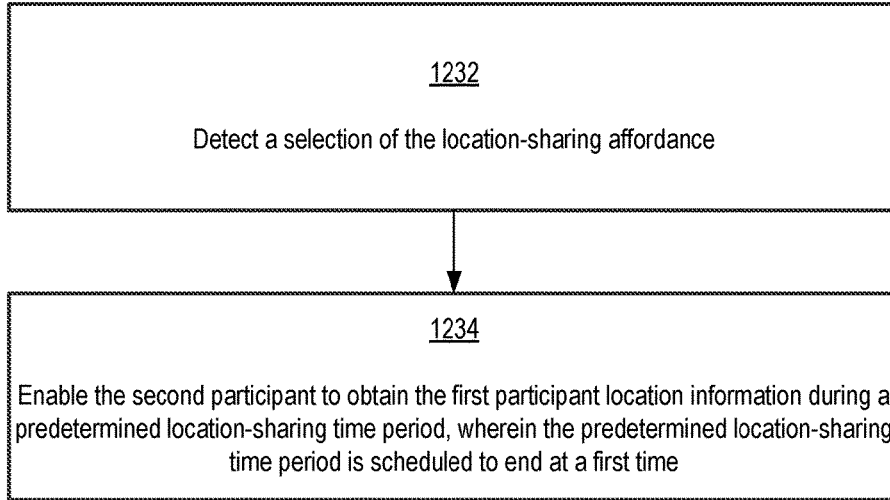 1232
Detect a selection of the location-sharing affordance
1234
Enable the second participant to obtain the first participant location information during a
predetermined location-sharing time period, wherein the predetermined location-sharing
time period is scheduled to end at a first time